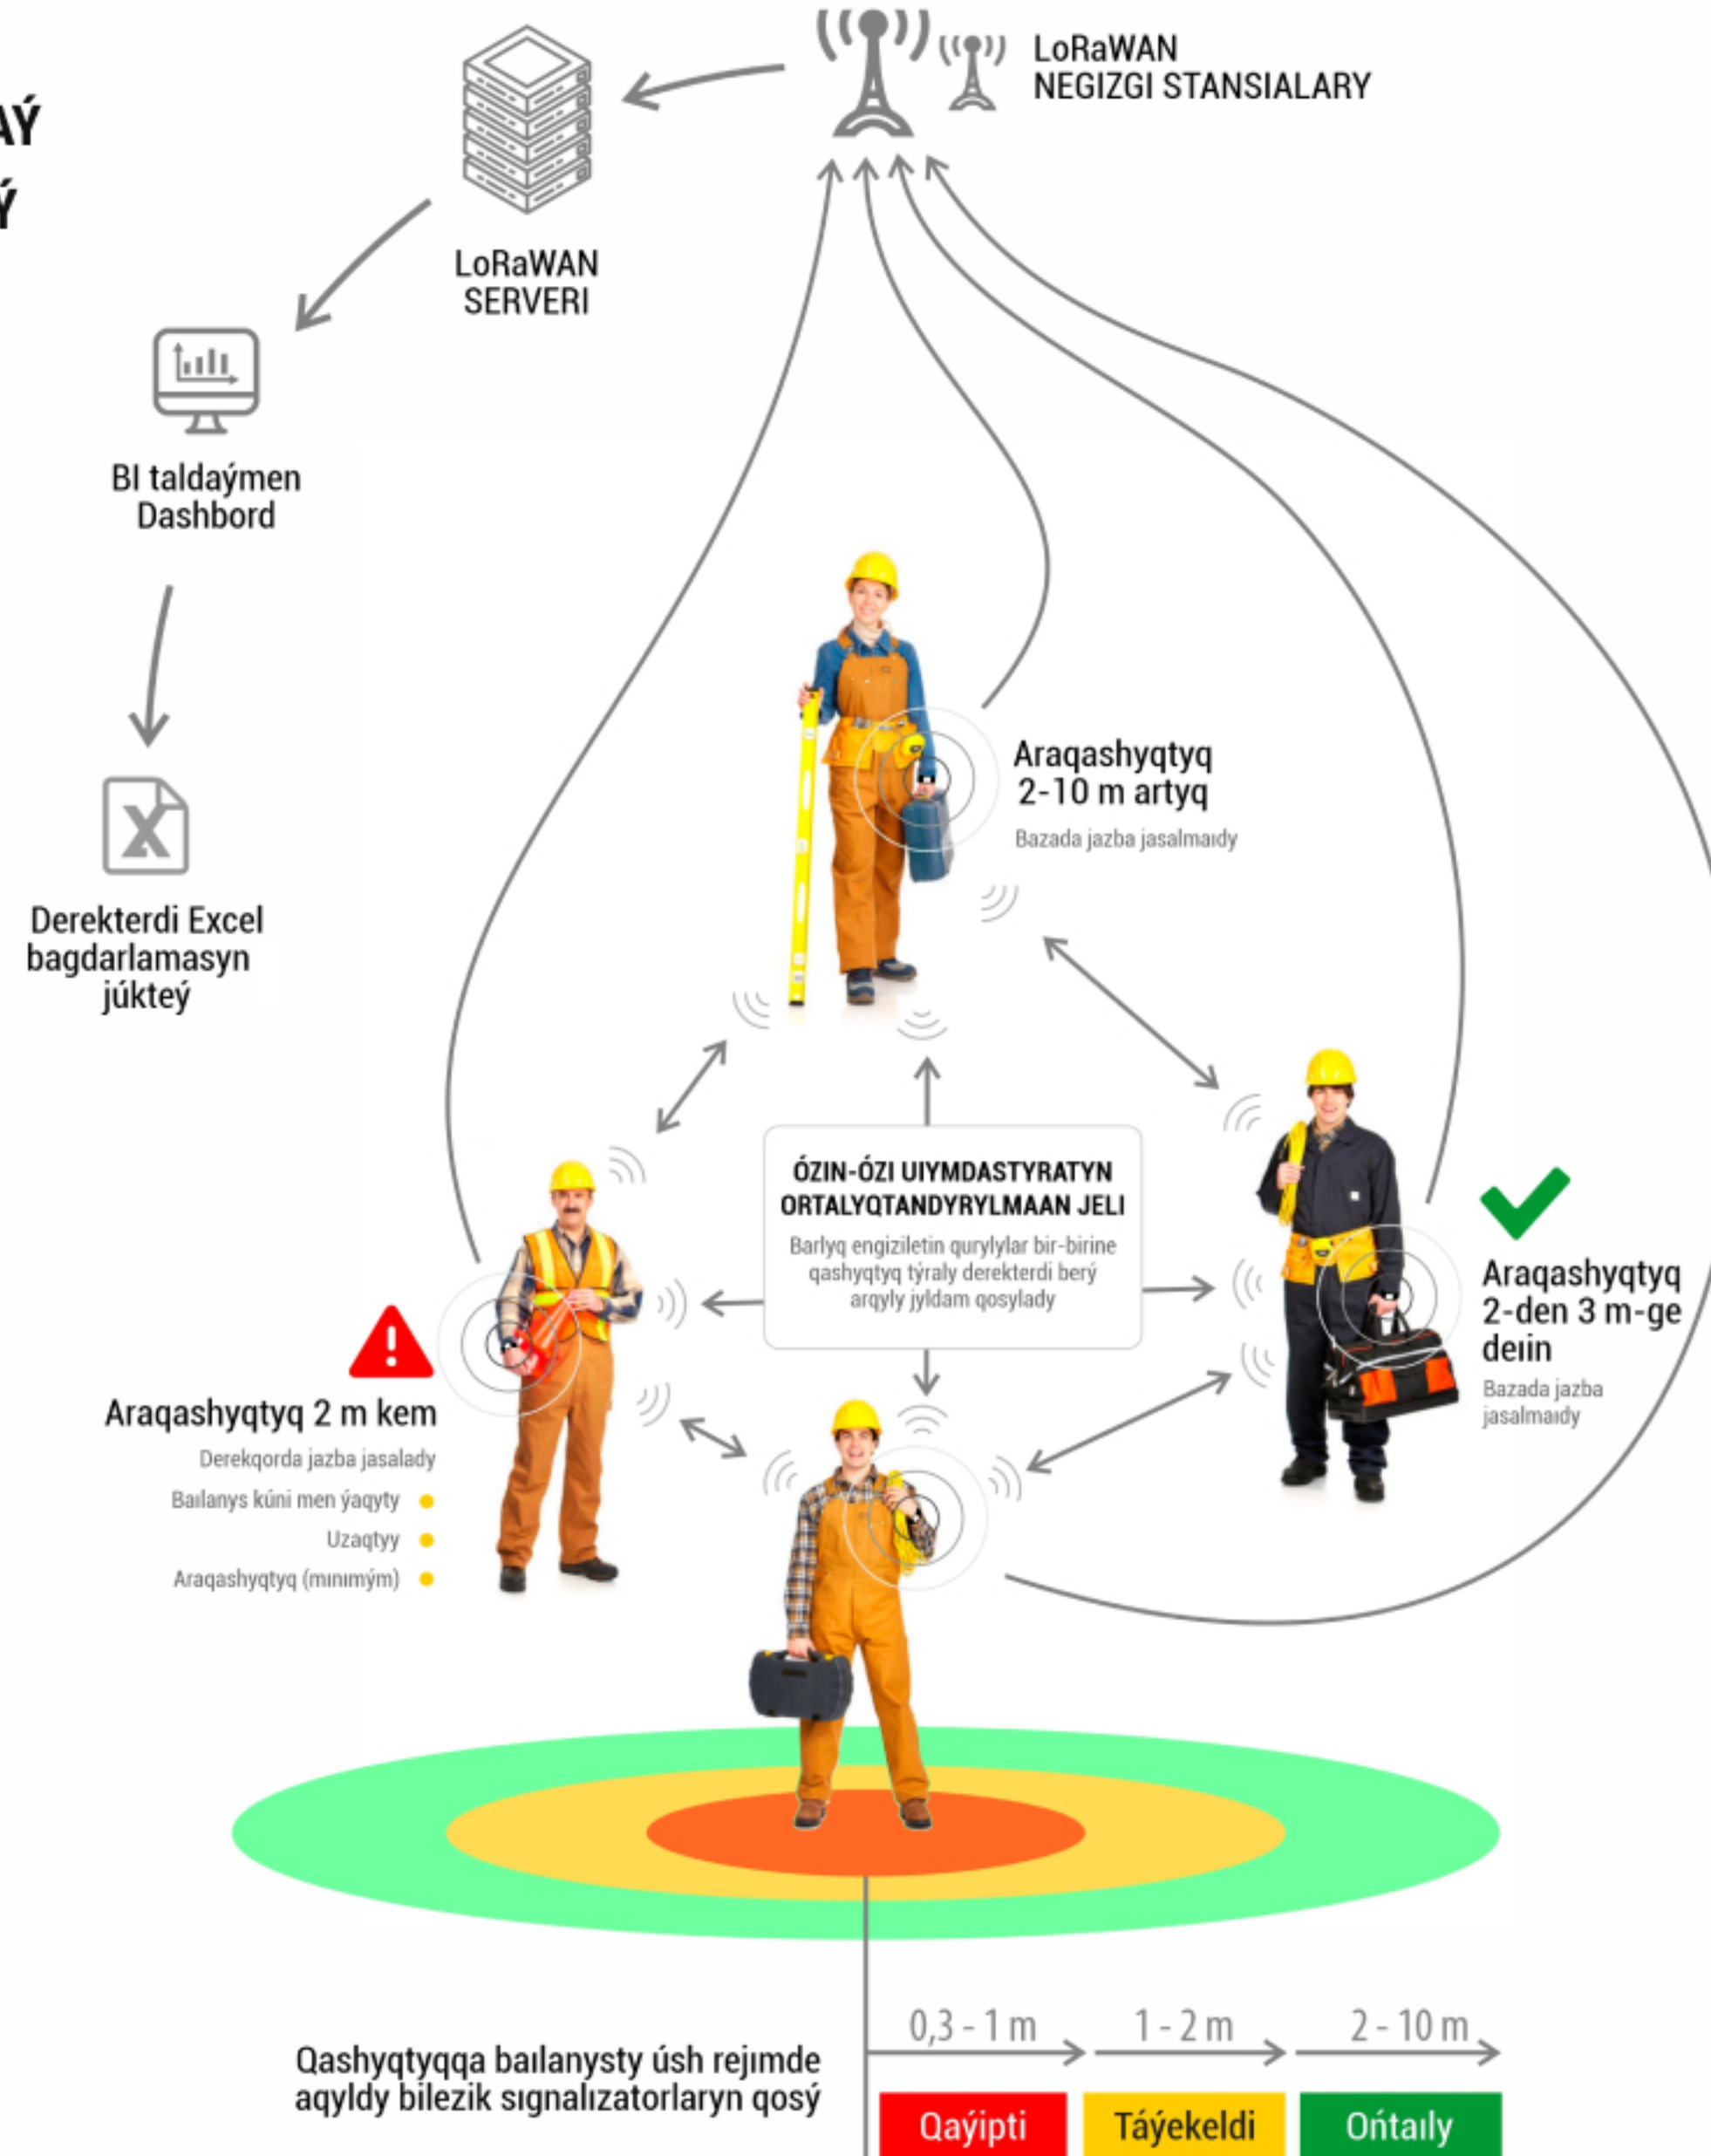 AÝ
Ý
LoRaWAN
NEGIZGI STANSIALARY
LoRaWAN
SERVERI
BI taldaýmen
Dashbord
Derekterdi Excel
bagdarlamasyn
júkteý
Araqashyqtyq
2-10 m artyq
Bazada jazba jasalmaıdy
ÓZIN-ÓZI UIYMDASTYRATYN
ORTALYQTANDYRYLMAAN JELI
Barlyq engiziletin qurylylar bir-birine
qashyqtyq týraly derekterdi berý
arqyly jyldam qosylady
Araqashyqtyq
2-den 3 m-ge
deıin
Bazada jazba
jasalmaıdy
Araqashyqtyq 2 m kem
Derekqorda jazba jasalady
Baılanys kúni men ýaqyty
Uzaqtyy
Araqashyqtyq (mınımým)
Qashyqtyqqa baılanysty úsh rejımde
aqyldy bilezik sıgnalızatorlaryn qosý
0,3 - 1 m
1 - 2 m
2 - 10 m
Qaýipti
Táýekeldi
Ońtaıly